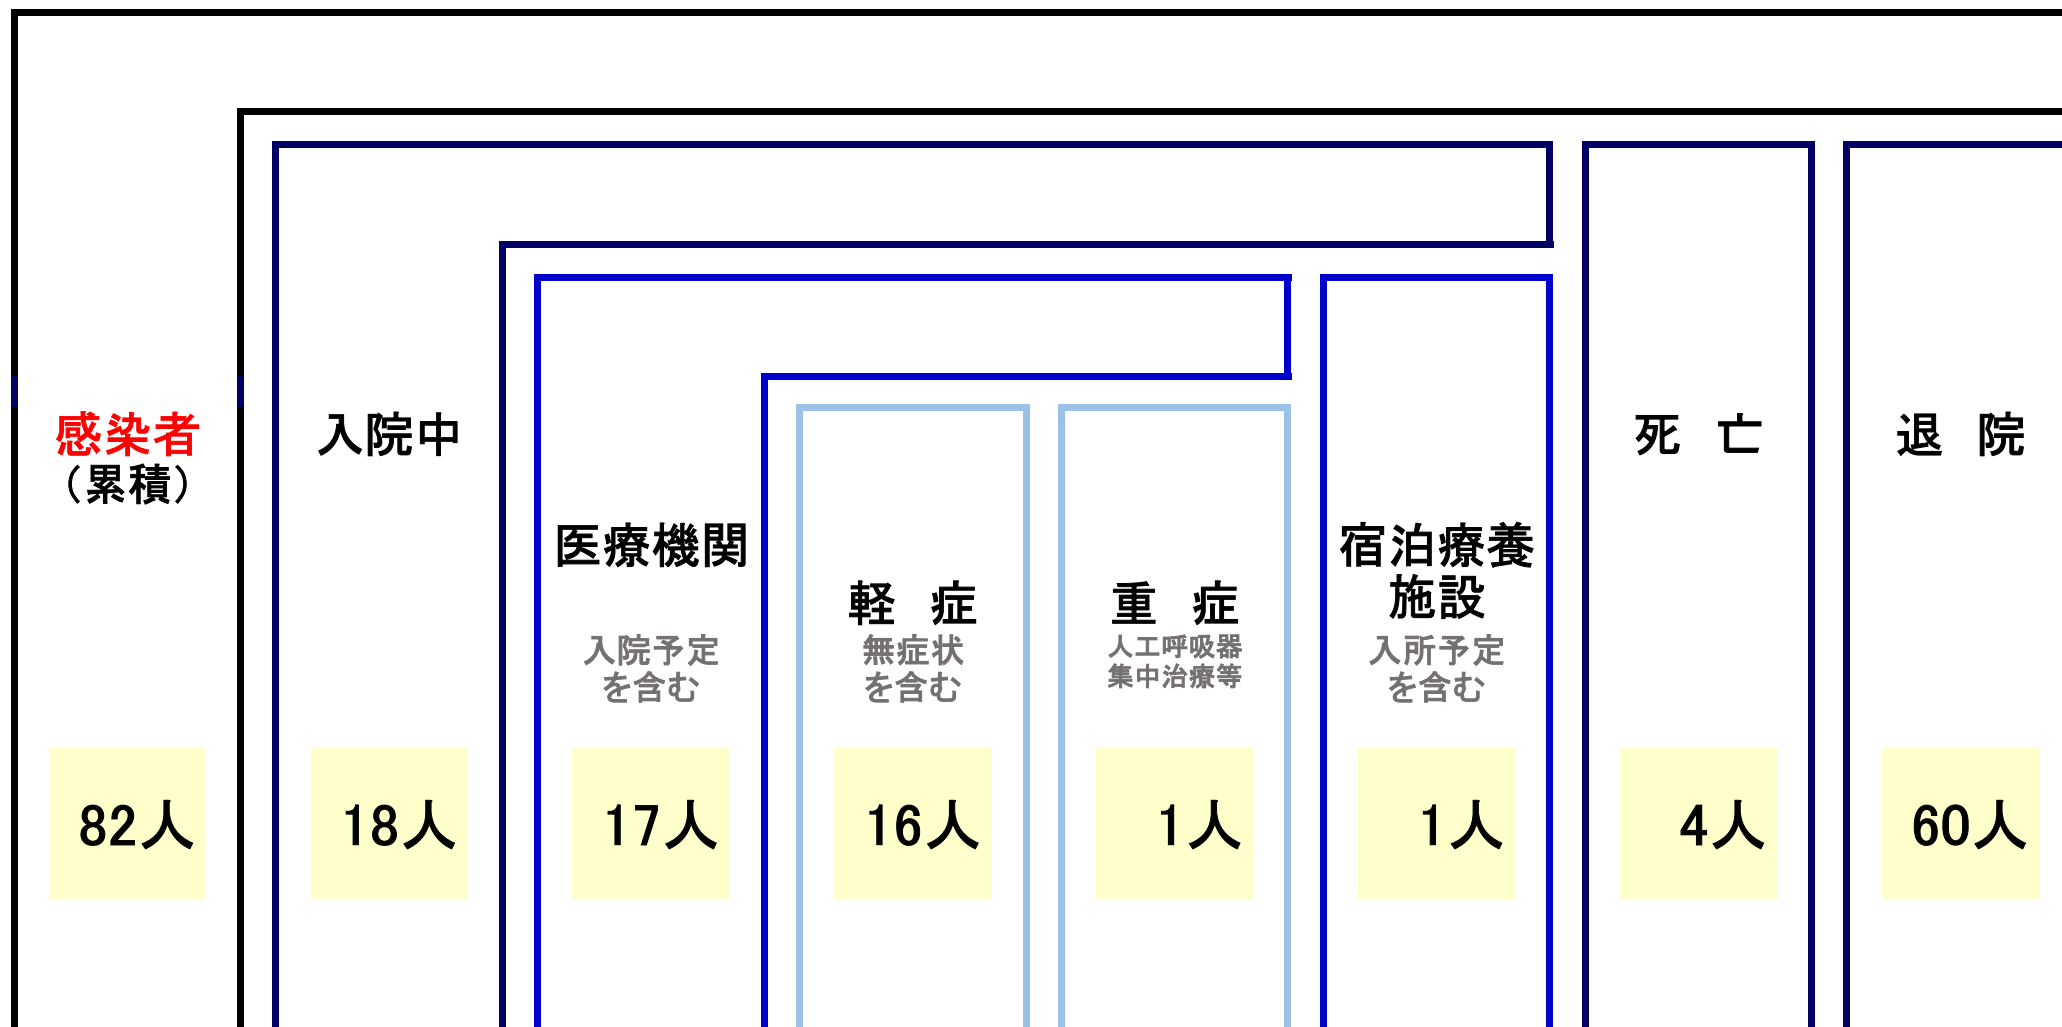 感染者
（累積）
82人
入院中
18人
医療機関
入院予定
を含む
17人
軽　症
無症状
を含む
16人
重　症
人工呼吸器
集中治療等
1人
宿泊療養
施設
入所予定
を含む
1人
死　亡
4人
退　院
60人